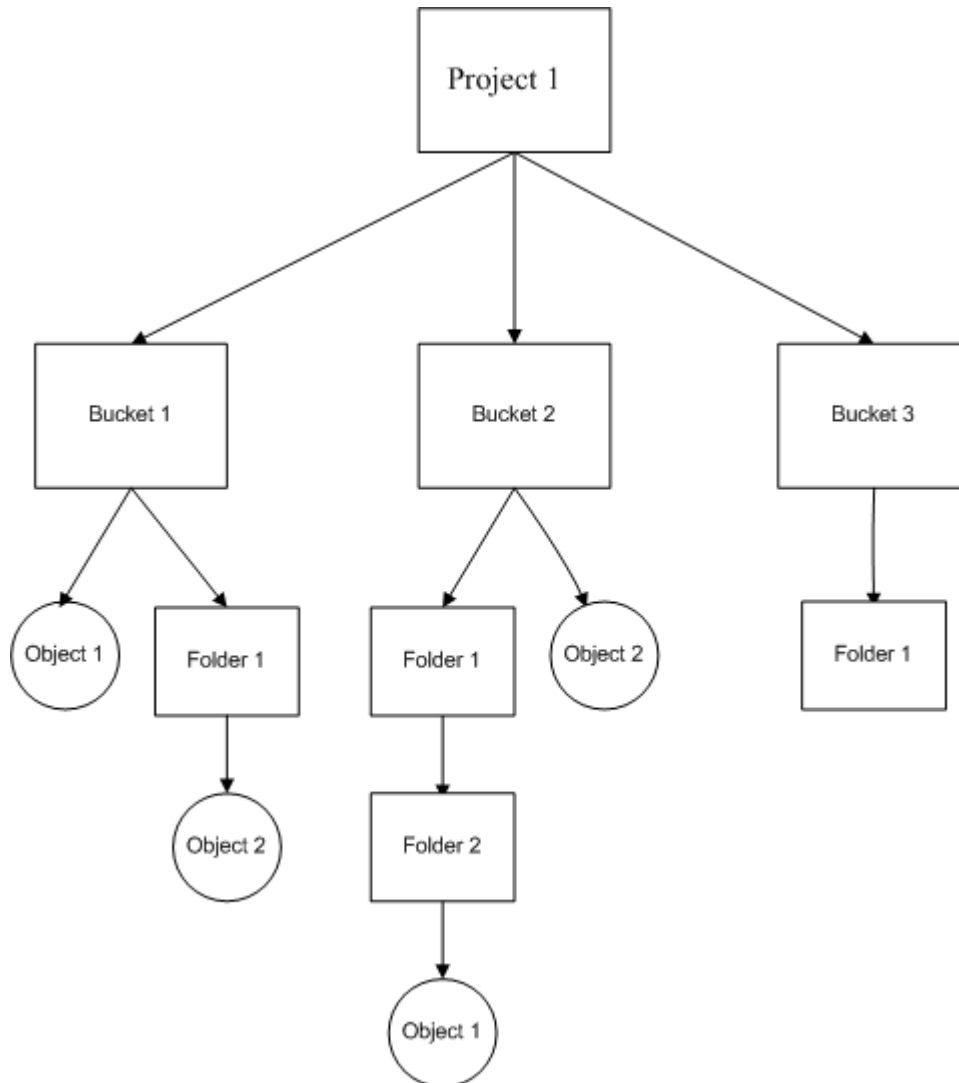 Project 1
Bucket 1
Bucket 2
Bucket 3
Object 1
Folder 1
Folder 1
Object 2
Folder 1
Object 2
Folder 2
Object 1